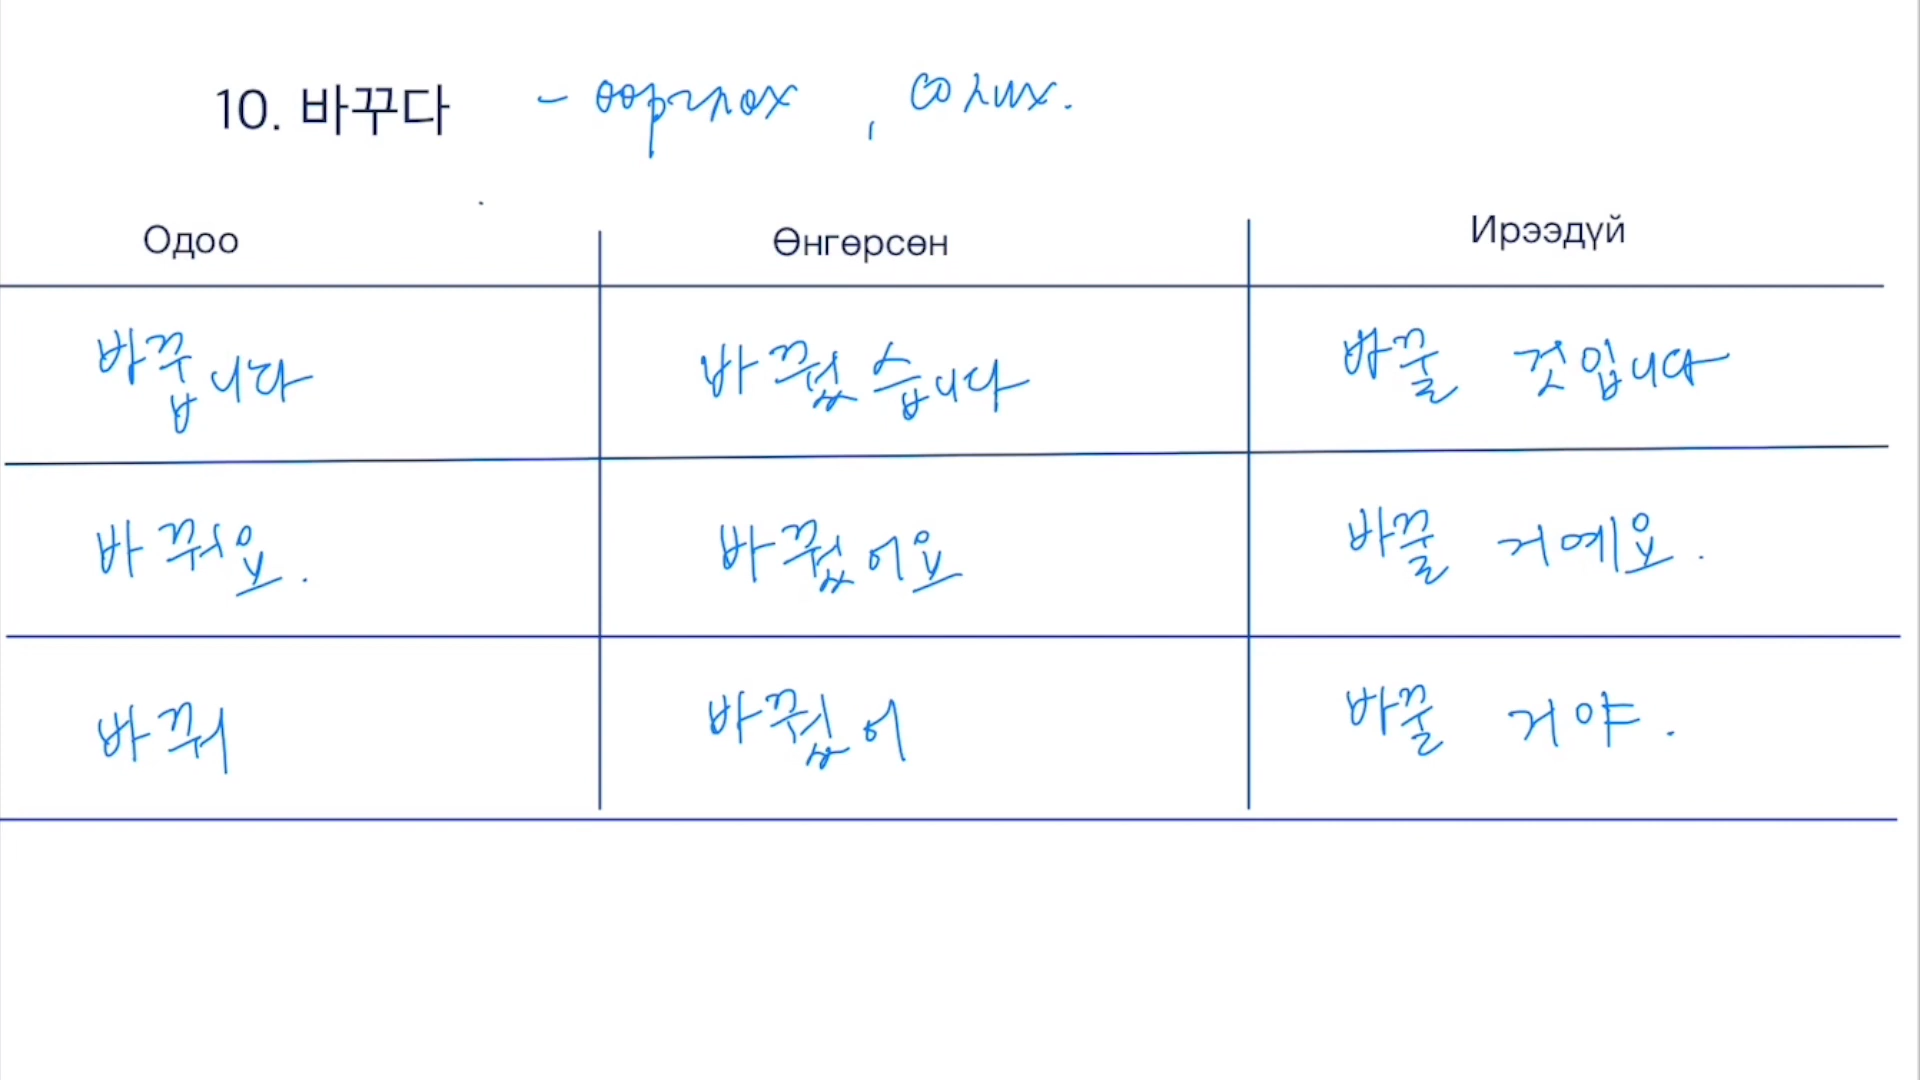 10. 바꾸다 - өөрчлөх, солих.
Одоо Өнгөрсөн Ирээдүй
바꿉니다 바꿨습니다 바꿀 것입니다
바꿔요. 바꿨어요 바꿀 거예요.
바꿔 바꿨어 바꿀 거야.